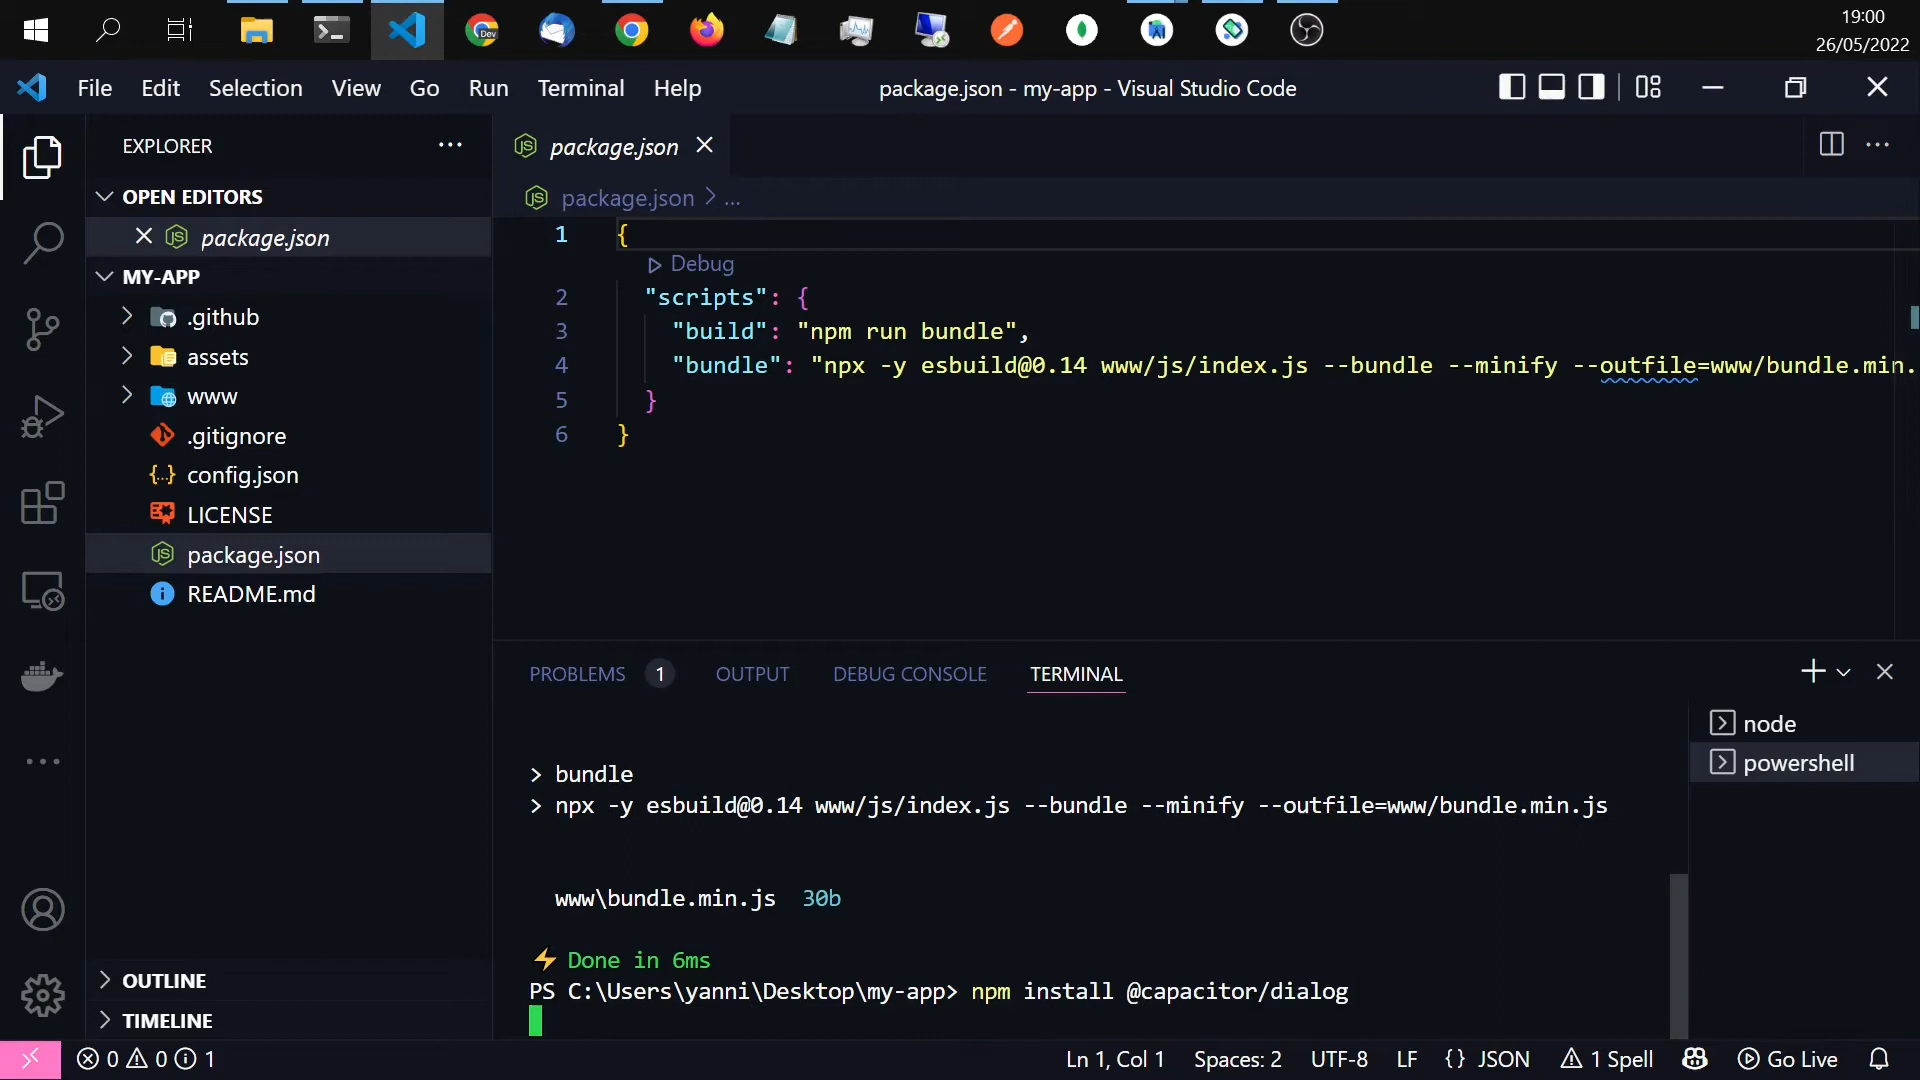 Dev
19:00
26/05/2022
File Edit Selection View Go Run Terminal Help
package.json - my-app - Visual Studio Code
EXPLORER
OPEN EDITORS
package.json
MY-APP
.github
assets
www
.gitignore
config.json
LICENSE
package.json
README.md
OUTLINE
TIMELINE
package.json
package.json > ...
1 {
Debug
2 "scripts": {
3 "build": "npm run bundle",
4 "bundle": "npx -y esbuild@0.14 www/js/index.js --bundle --minify --outfile=www/bundle.min.
5 }
6 }
PROBLEMS 1 OUTPUT DEBUG CONSOLE TERMINAL
> bundle
> npx -y esbuild@0.14 www/js/index.js --bundle --minify --outfile=www/bundle.min.js
www\bundle.min.js 30b
⚡ Done in 6ms
PS C:\Users\yanni\Desktop\my-app> npm install @capacitor/dialog
node
powershell
0 0 1
Ln 1, Col 1 Spaces: 2 UTF-8 LF {} JSON 1 Spell Go Live